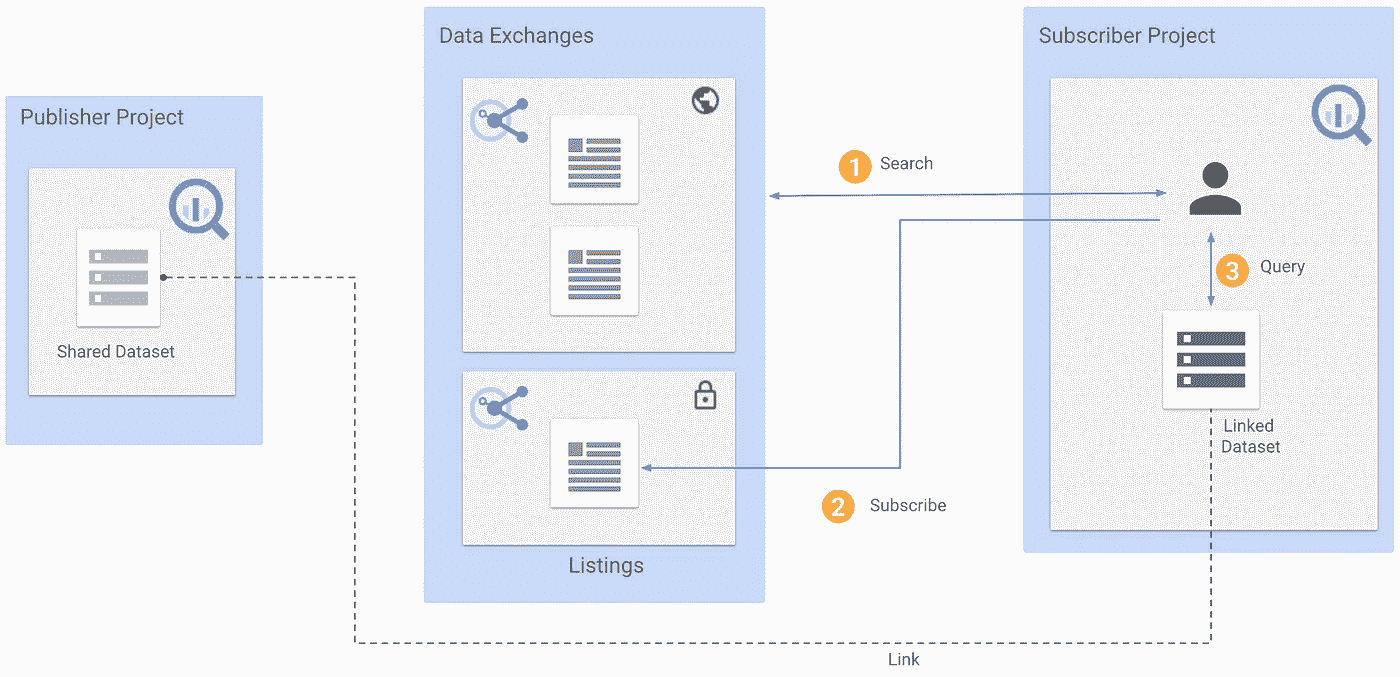 Data Exchanges
Subscriber Project
Publisher Project
1 Search
3 Query
Shared Dataset
Linked
Dataset
2 Subscribe
Listings
Link